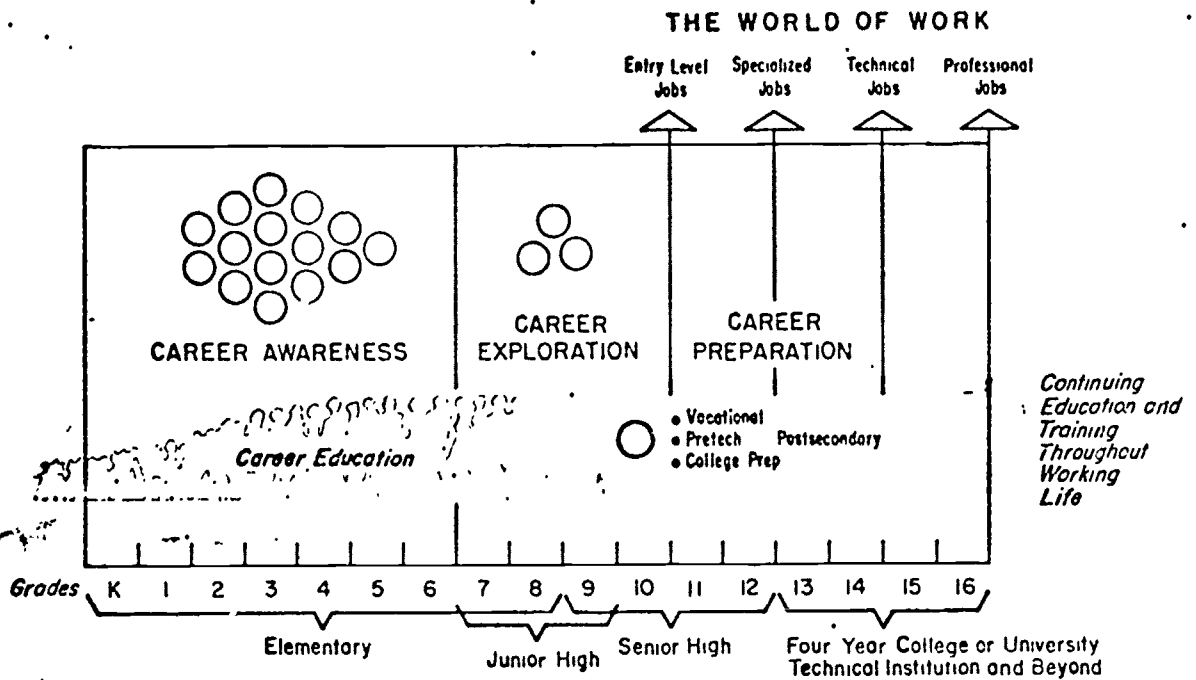 THE WORLD OF WORK
Entry Level Jobs
Specialized Jobs
Technical Jobs
Professional Jobs
CAREER AWARENESS
CAREER
EXPLORATION
CAREER
PREPARATION
Career Education
• Vocational
• Pretech
• College Prep
Postsecondary
Continuing
Education and
Training
Throughout
Working
Life
Grades K 1 2 3 4 5 6 7 8 9 10 11 12 13 14 15 16
Elementary
Junior High
Senior High
Four Year College or University
Technical Institution and Beyond